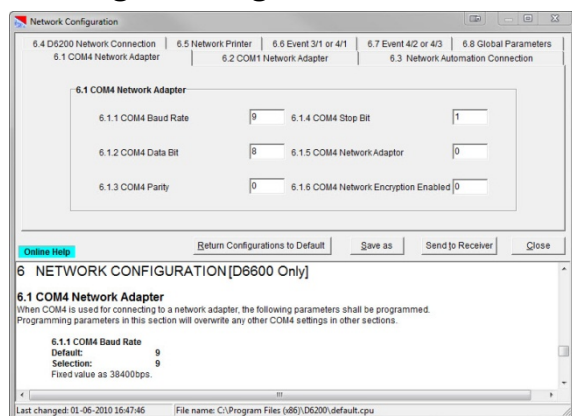 Network Configuration
6.4 D6200 Network Connection 6.5 Network Printer 6.6 Event 3/1 or 4/1 6.7 Event 4/2 or 4/3 6.8 Global Parameters
6.1 COM4 Network Adapter 6.2 COM1 Network Adapter 6.3 Network Automation Connection
6.1 COM4 Network Adapter
6.1.1 COM4 Baud Rate 9 6.1.4 COM4 Stop Bit 1
6.1.2 COM4 Data Bit 8 6.1.5 COM4 Network Adaptor 0
6.1.3 COM4 Parity 0 6.1.6 COM4 Network Encryption Enabled 0
Online Help Return Configurations to Default Save as Send to Receiver Close
6 NETWORK CONFIGURATION [D6600 Only]
6.1 COM4 Network Adapter
When COM4 is used for connecting to a network adapter, the following parameters shall be programmed.
Programming parameters in this section will overwrite any other COM4 settings in other sections.
6.1.1 COM4 Baud Rate
Default: 9
Selection: 9
Fixed value as 38400bps.
Last changed: 01-06-2010 16:47:46 File name: C:\Program Files (x86)\D6200\default.cpu